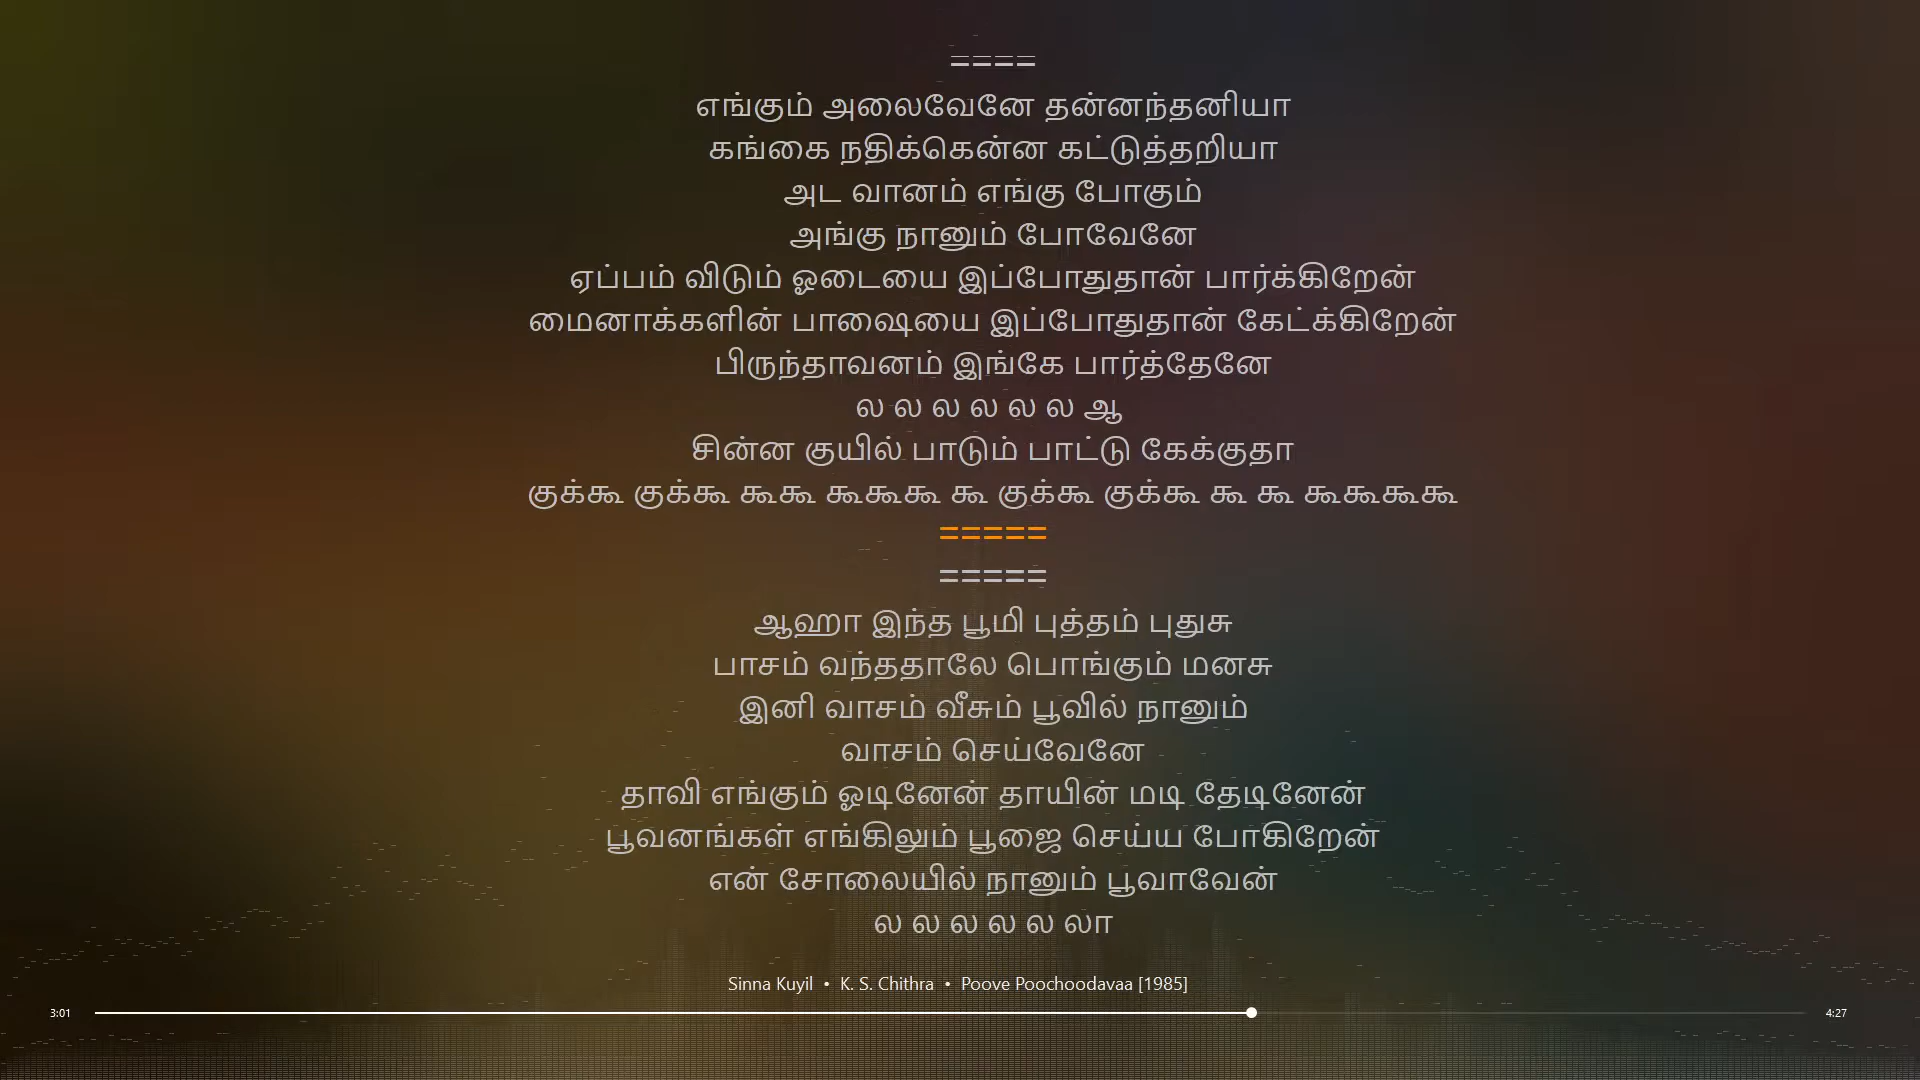 ====
எங்கும் அலைவேனே தன்னந்தனியா
கங்கை நதிக்கென்ன கட்டுத்தறியா
அட வானம் எங்கு போகும்
அங்கு நானும் போவேனே
ஏப்பம் விடும் ஓடையை இப்போதுதான் பார்க்கிறேன்
மைனாக்களின் பாஷையை இப்போதுதான் கேட்க்கிறேன்
பிருந்தாவனம் இங்கே பார்த்தேனே
ல ல ல ல ல ல ஆ
சின்ன குயில் பாடும் பாட்டு கேக்குதா
குக்கூ குக்கூ கூகூ கூகூகூ கூ குக்கூ குக்கூ கூ கூ கூகூகூகூ
=====
=====
ஆஹா இந்த பூமி புத்தம் புதுசு
பாசம் வந்ததாலே பொங்கும் மனசு
இனி வாசம் வீசும் பூவில் நானும்
வாசம் செய்வேனே
தாவி எங்கும் ஓடினேன் தாயின் மடி தேடினேன்
பூவனங்கள் எங்கிலும் பூஜை செய்ய போகிறேன்
என் சோலையில் நானும் பூவாவேன்
ல ல ல ல ல லா
Sinna Kuyil • K. S. Chithra • Poove Poochoodavaa [1985]
3:01 4:27